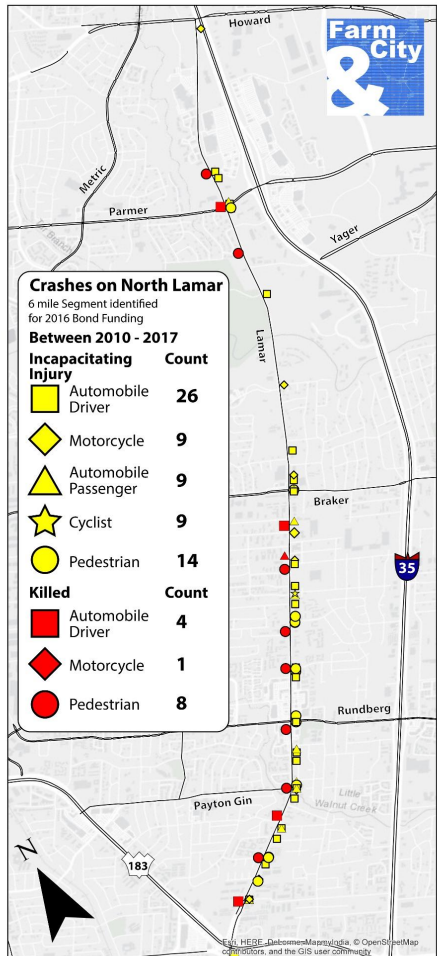 Howard
Farm
& City
Metric
Parmer
Yager
Crashes on North Lamar
6 mile Segment identified
for 2016 Bond Funding
Between 2010 - 2017
Incapacitating Count
Injury
Automobile 26
Driver
Motorcycle 9
Automobile 9
Passenger
Cyclist 9
Pedestrian 14
Killed Count
Automobile 4
Driver
Motorcycle 1
Pedestrian 8
Lamar
Braker
35
Rundberg
Little
Walnut Creek
Payton Gin
N
183
Esri, HERE, DeLorme, MapmyIndia, © OpenStreetMap
contributors, and the GIS user community